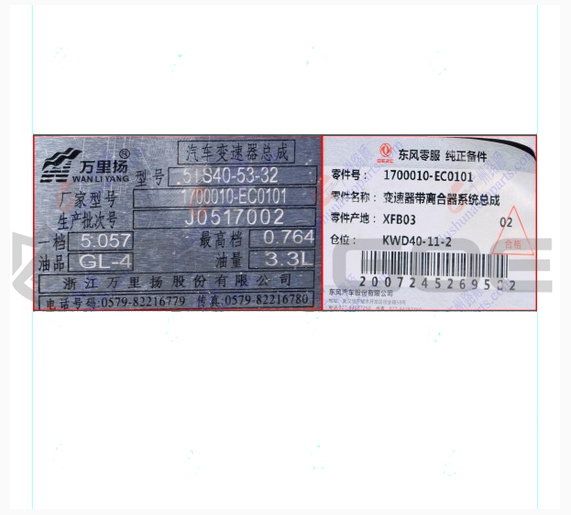 万里扬
WANLIYANG
汽车变速器总成
型号 5TS40-53-32
厂家型号 1700010-EC0101
生产批次号 J0517002
一档 5.057 最高档 0.764
油品 GL-4 油量 3.3L
浙江万里扬股份有限公司
电话号码:0579-82216779 传真:0579-82216780
东风零服 纯正备件
零件号: 1700010-EC0101
零件名称: 变速器带离合器系统总成
零件产地: XFB03
02
合格
仓位: KWD40-11-2
东风汽车股份有限公司